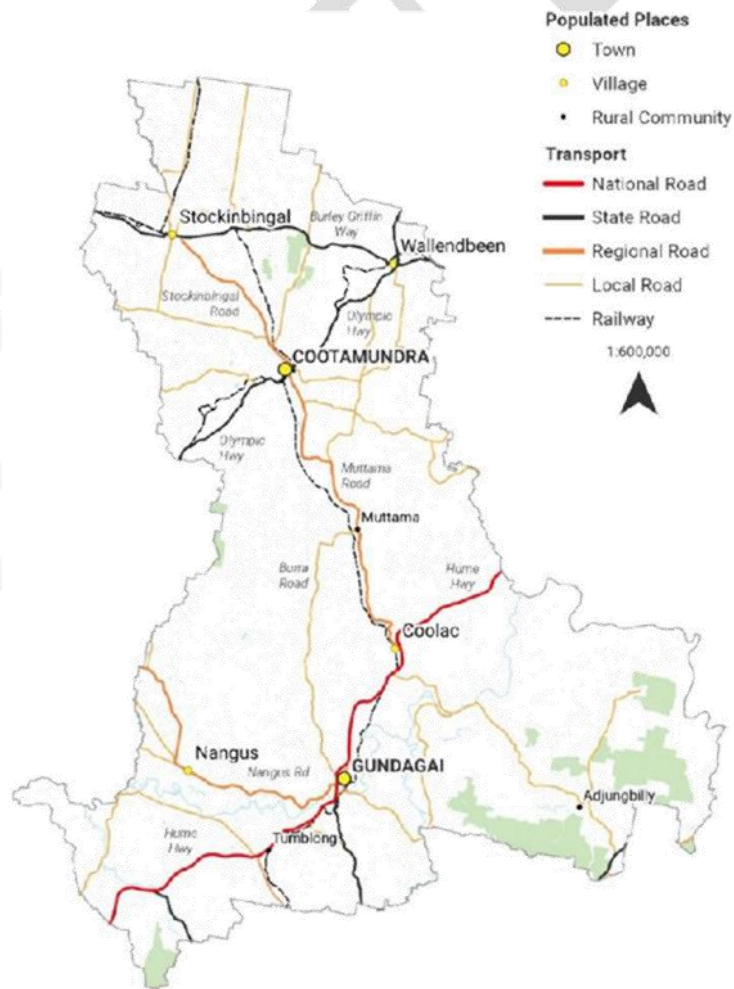 Populated Places
Town
Village
Rural Community
Transport
National Road
State Road
Regional Road
Local Road
Railway
1:600,000
Stockinbingal
Burley Griffin
Way
Wallendbeen
Stockinbingal
Road
Olympic
Hwy
COOTAMUNDRA
Olympic
Hwy
Muttama
Road
Muttama
Burra
Road
Hume
Hwy
Coolac
Nangus
Nangus Rd
GUNDAGAI
Adjungbilly
Hume
Hwy
Tumblong